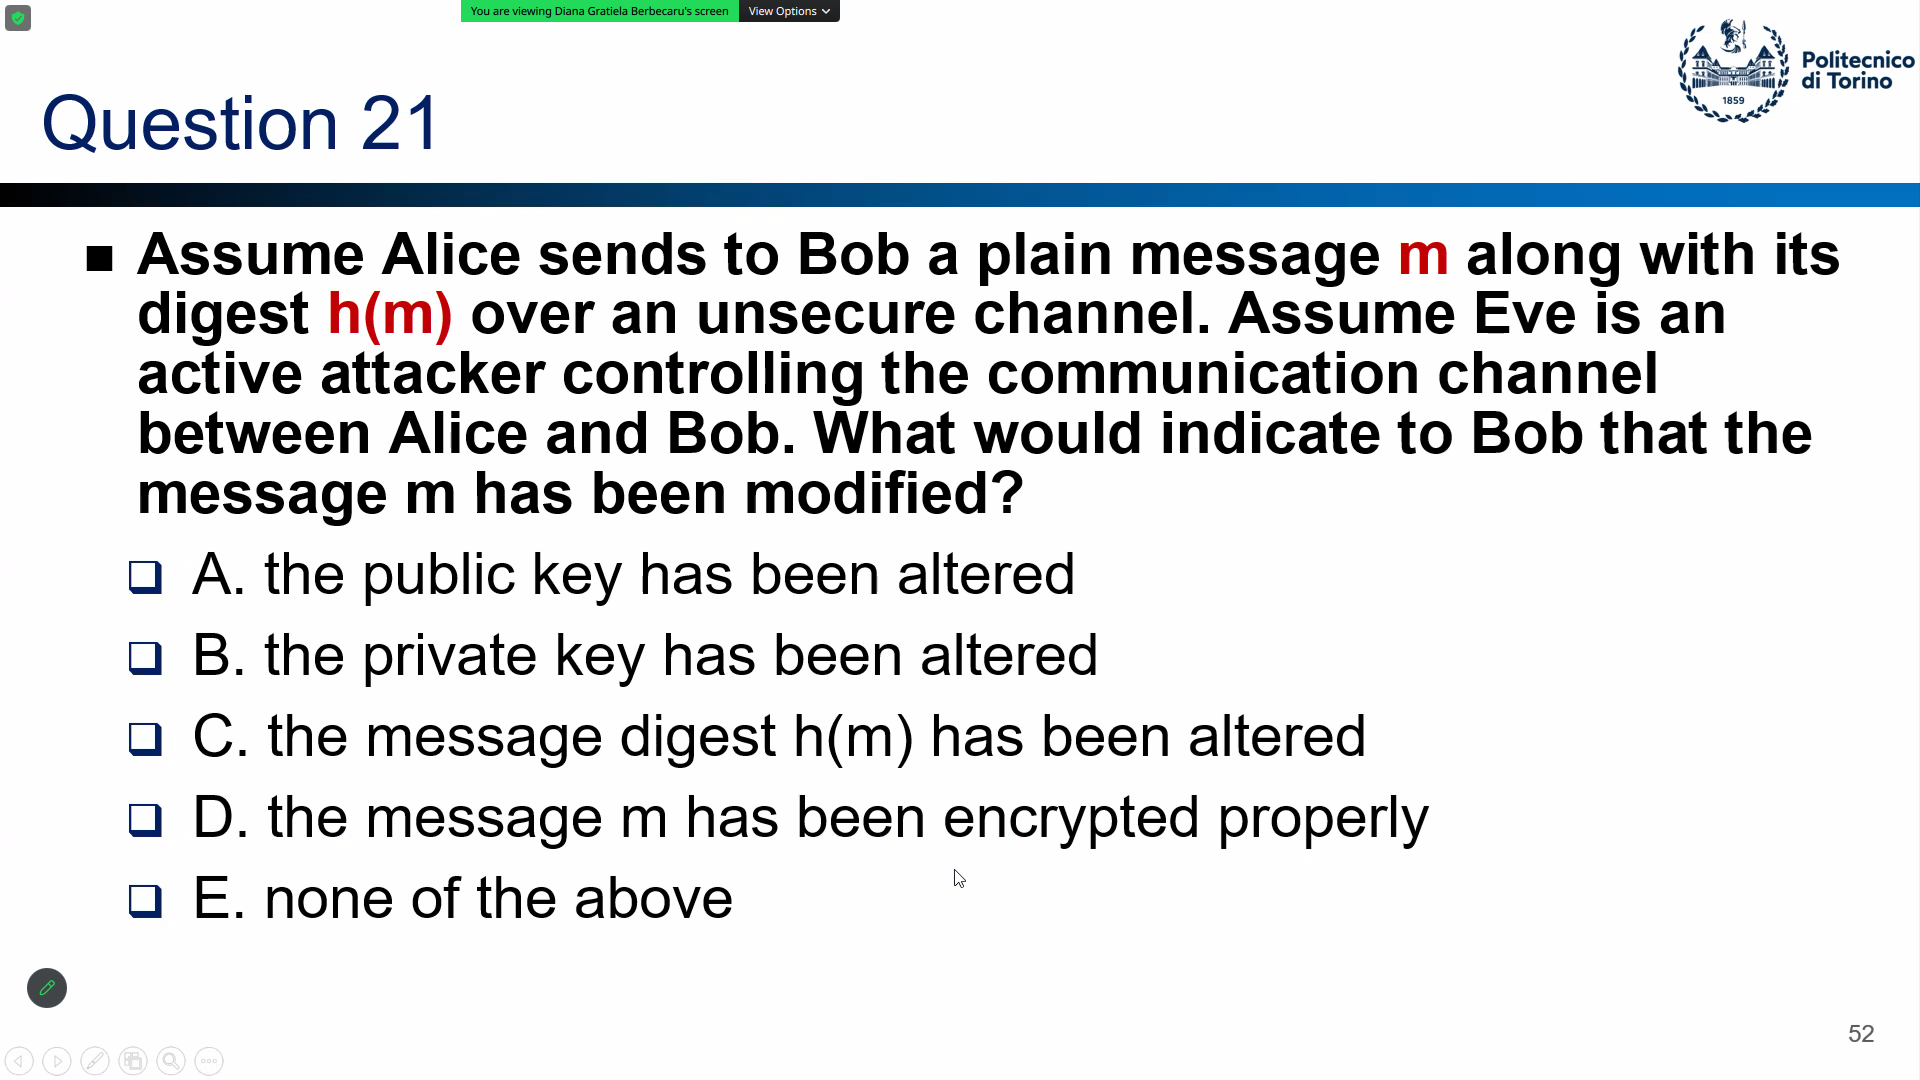 You are viewing Diana Gratiela Berbecaru's screen View Options
Politecnico
di Torino
1859
Question 21
Assume Alice sends to Bob a plain message m along with its
digest h(m) over an unsecure channel. Assume Eve is an
active attacker controlling the communication channel
between Alice and Bob. What would indicate to Bob that the
message m has been modified?
A. the public key has been altered
B. the private key has been altered
C. the message digest h(m) has been altered
D. the message m has been encrypted properly
E. none of the above
52